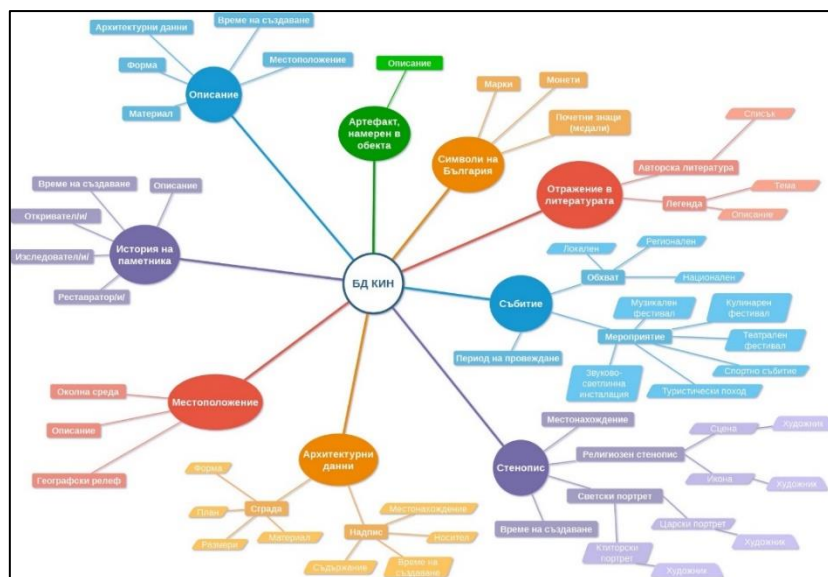 БД КИН
Описание
Архитектурни данни
Време на създаване
Форма
Местоположение
Материал
Артефакт,
намерен в
обекта
Описание
Символи на
България
Марки
Монети
Почетни знаци
(медали)
Отражение в
литературата
Авторска литература
Списък
Легенда
Тема
Описание
Събитие
Обхват
Локален
Регионален
Национален
Мероприятие
Музикален
фестивал
Кулинарен
фестивал
Театрален
фестивал
Спортно събитие
Туристически поход
Звуково-
светлинна
инсталация
Период на провеждане
Стенопис
Местонахождение
Религиозен стенопис
Сцена
Художник
Икона
Художник
Светски портрет
Царски портрет
Художник
Ктиторски
портрет
Художник
Време на създаване
Архитектурни
данни
Сграда
Форма
План
Размери
Материал
Надпис
Местонахождение
Носител
Време на
създаване
Съдържание
Местоположение
Околна среда
Описание
Географски релеф
История на
паметника
Време на създаване
Описание
Откривател/и/
Изследовател/и/
Реставратор/и/